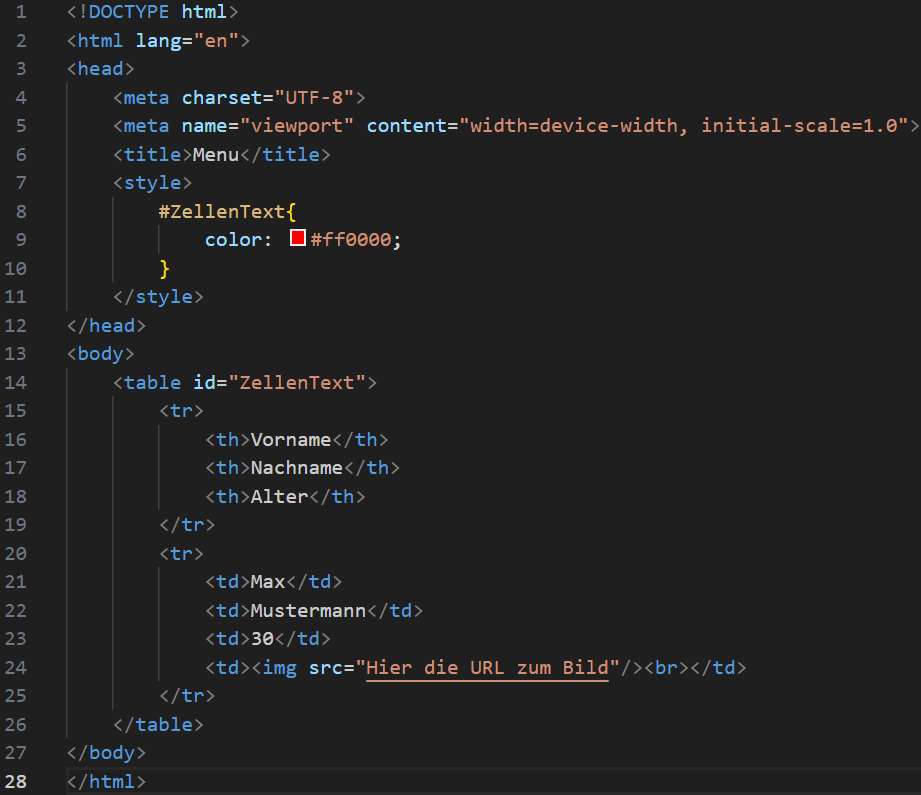 1 <!DOCTYPE html>
2 <html lang="en">
3 <head>
4     <meta charset="UTF-8">
5     <meta name="viewport" content="width=device-width, initial-scale=1.0">
6     <title>Menu</title>
7     <style>
8         #ZellenText{
9             color: #ff0000;
10         }
11     </style>
12 </head>
13 <body>
14     <table id="ZellenText">
15         <tr>
16             <th>Vorname</th>
17             <th>Nachname</th>
18             <th>Alter</th>
19         </tr>
20         <tr>
21             <td>Max</td>
22             <td>Mustermann</td>
23             <td>30</td>
24             <td><img src="Hier die URL zum Bild"/><br></td>
25         </tr>
26     </table>
27 </body>
28 </html>